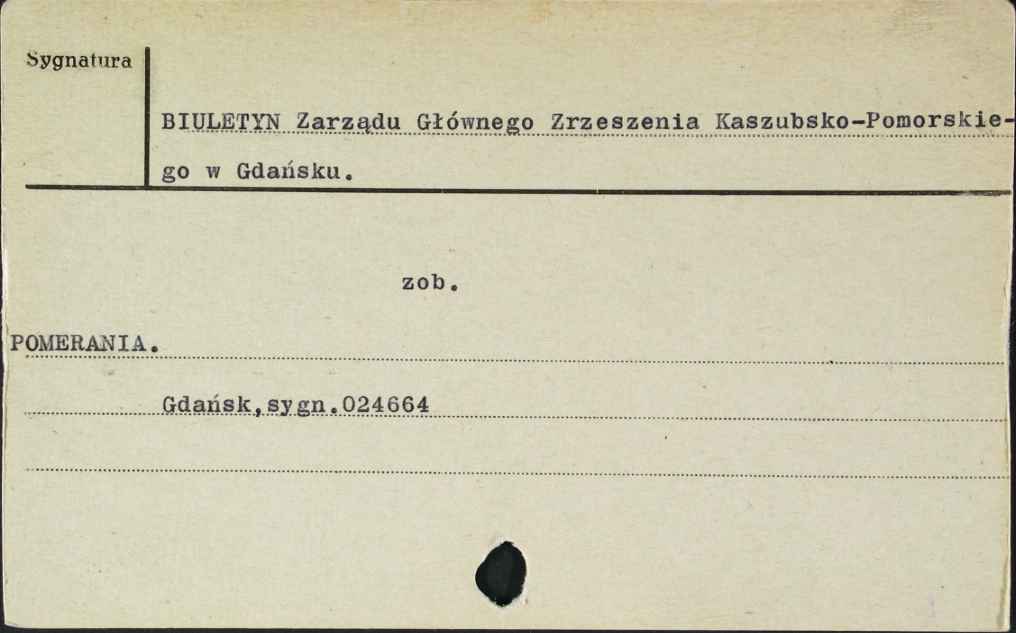 Sygnatura
BIULETYN Zarządu Głównego Zrzeszenia Kaszubsko-Pomorskie-
go w Gdańsku.
zob.
POMERANIA.
Gdańsk,sygn.024664